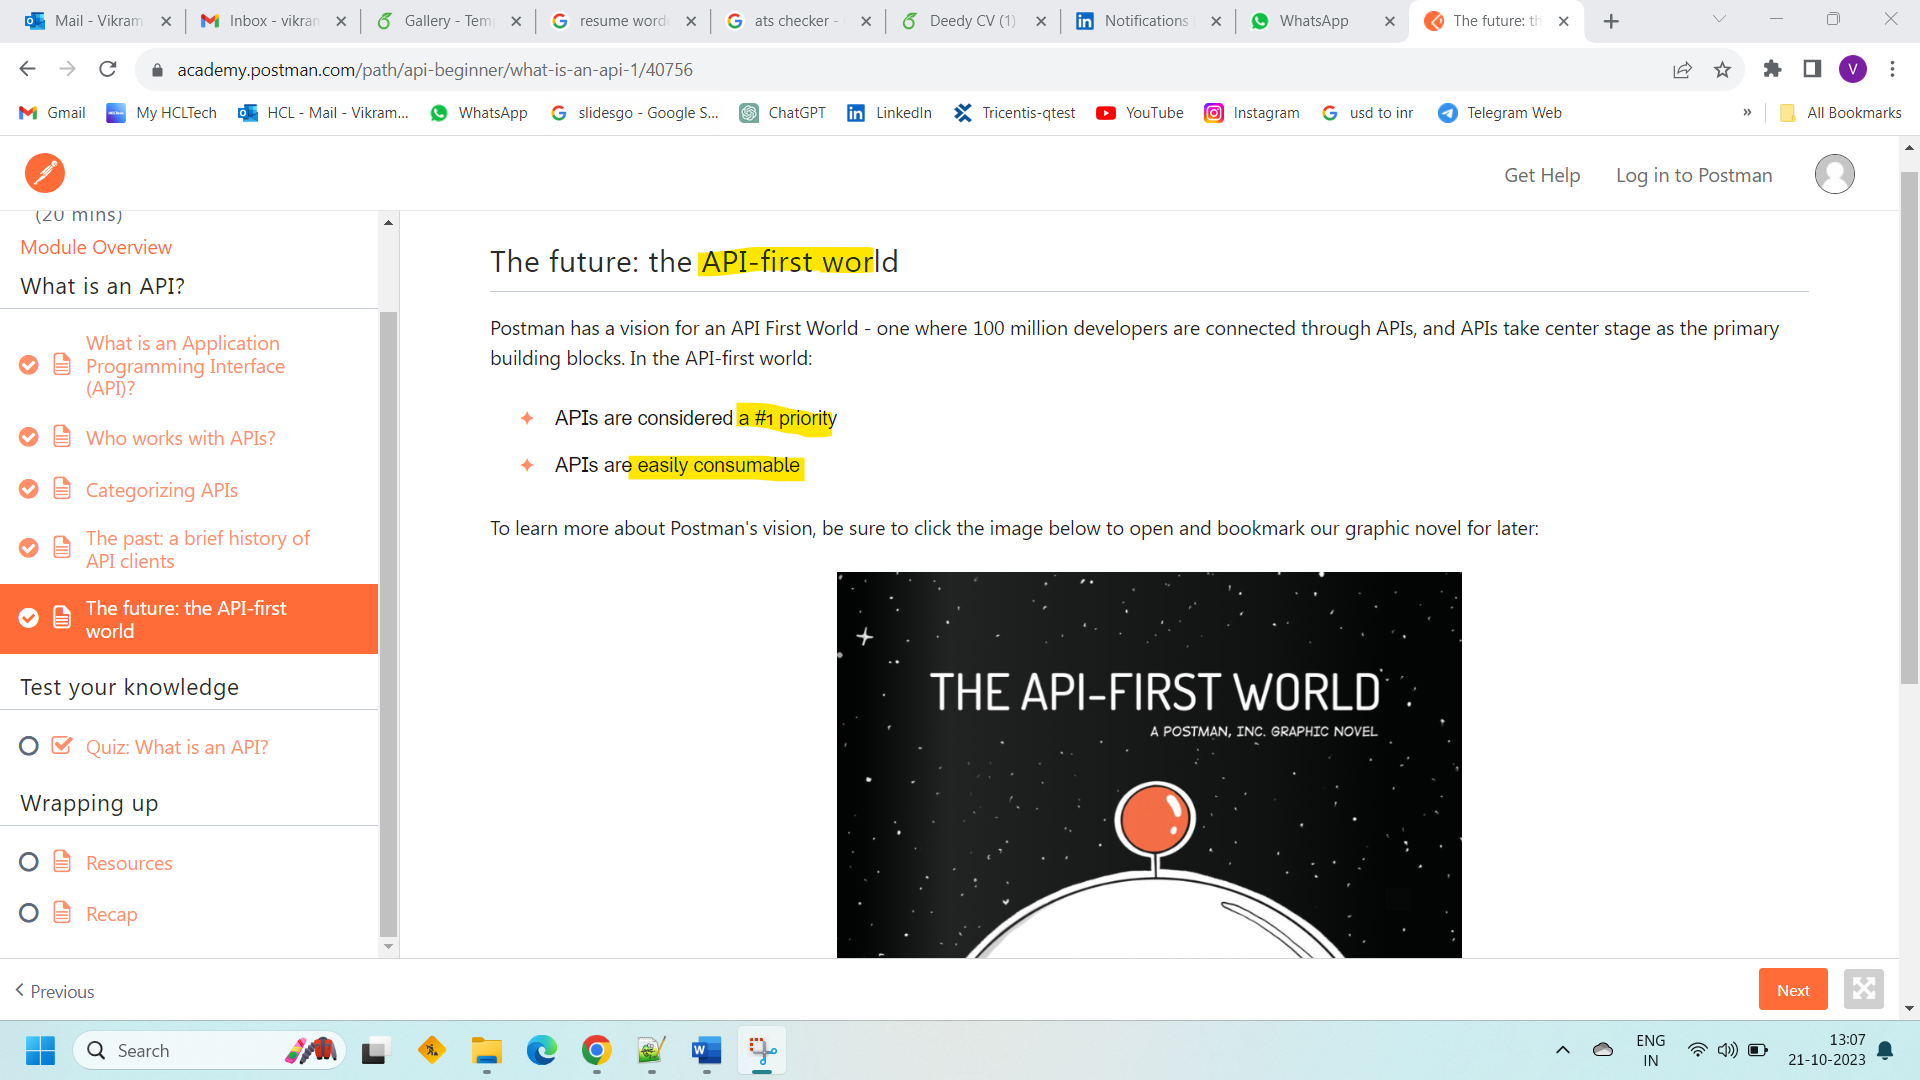 Mail - Vikram
Inbox - vikran
Gallery - Temp
resume worde
ats checker -
Deedy CV (1)
Notifications
WhatsApp
The future: th
academy.postman.com/path/api-beginner/what-is-an-api-1/40756
V
Gmail
My HCLTech
HCL - Mail - Vikram...
WhatsApp
slidesgo - Google S...
ChatGPT
LinkedIn
Tricentis-qtest
YouTube
Instagram
usd to inr
Telegram Web
»
All Bookmarks
Get Help
Log in to Postman
(20 mins)
Module Overview
What is an API?
What is an Application
Programming Interface
(API)?
Who works with APIs?
Categorizing APIs
The past: a brief history of
API clients
The future: the API-first
world
Test your knowledge
Quiz: What is an API?
Wrapping up
Resources
Recap
The future: the API-first world
Postman has a vision for an API First World - one where 100 million developers are connected through APIs, and APIs take center stage as the primary
building blocks. In the API-first world:
APIs are considered a #1 priority
APIs are easily consumable
To learn more about Postman's vision, be sure to click the image below to open and bookmark our graphic novel for later:
THE API-FIRST WORLD
A POSTMAN, INC. GRAPHIC NOVEL
Previous
Next
Search
ENG
IN
13:07
21-10-2023